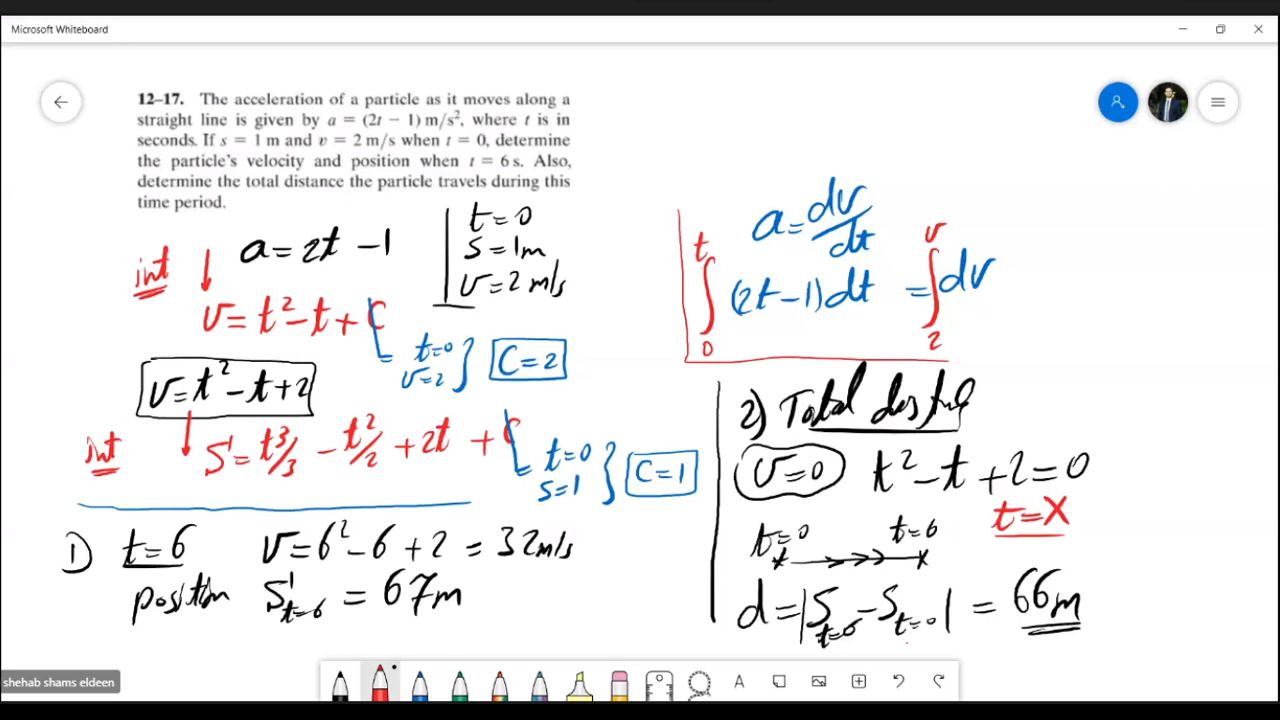 Microsoft Whiteboard
12–17. The acceleration of a particle as it moves along a
straight line is given by a = (2t − 1) m/s², where t is in
seconds. If s = 1 m and v = 2 m/s when t = 0, determine
the particle's velocity and position when t = 6 s. Also,
determine the total distance the particle travels during this
time period.
int
a = 2t − 1
t = 0
S = 1m
v = 2 m/s
v = t² − t + C
t=0
v=2
C = 2
v = t² − t + 2
int
S = t³/3 − t²/2 + 2t + C
t=0
S=1
C = 1
1) t = 6 v = 6² − 6 + 2 = 32 m/s
position S t=6 = 67m
a = dv/dt
∫ 0 t (2t − 1) dt = ∫ 2 v dv
2) Total
v = 0 t² − t + 2 = 0
t = X
t=0 t=6
d = |S t=6 − S t=0| = 66m
shehab shams eldeen